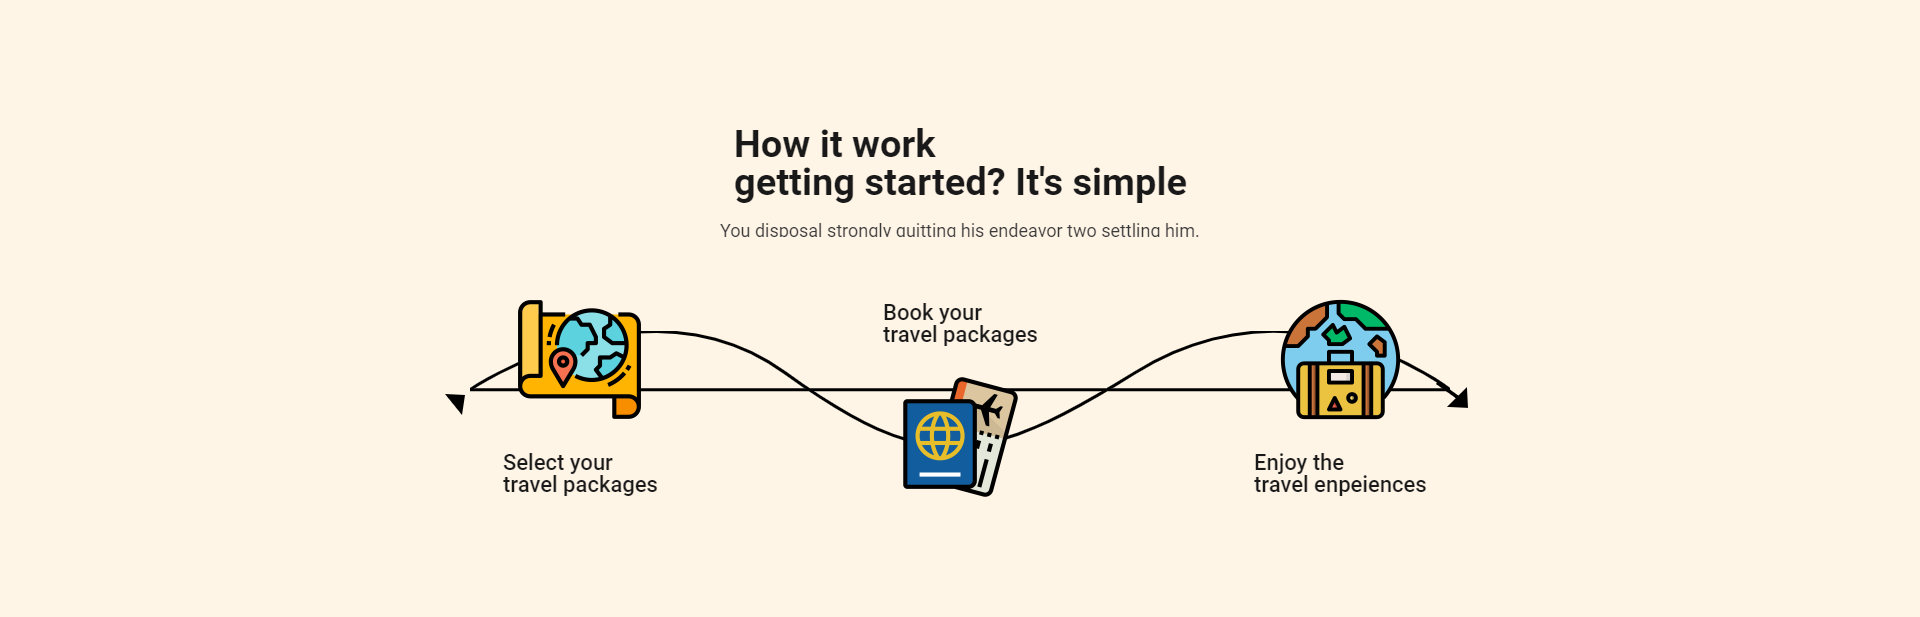 How it work
getting started? It's simple
You disposal strongly quitting his endeavor two settling him.
Book your
travel packages
Select your
travel packages
Enjoy the
travel enpeiences